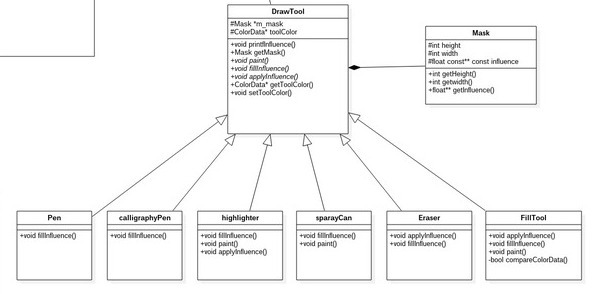 DrawTool
#Mask *m_mask
#ColorData* toolColor
+void printInfluence()
+Mask getMask()
+void paint()
+void fillInfluence()
+void applyInfluence()
+ColorData* getToolColor()
+void setToolColor()
Mask
#int height
#int width
#float const** const influence
+int getHeight()
+int getwidth()
+float** getInfluence()
Pen
+void fillInfluence()
calligraphyPen
+void fillInfluence()
highlighter
+void fillInfluence()
+void paint()
+void applyInfluence()
sparayCan
+void fillInfluence()
+void paint()
Eraser
+void applyInfluence()
+void fillInfluence()
FillTool
+void applyInfluence()
+void fillInfluence()
+void paint()
-bool compareColorData()